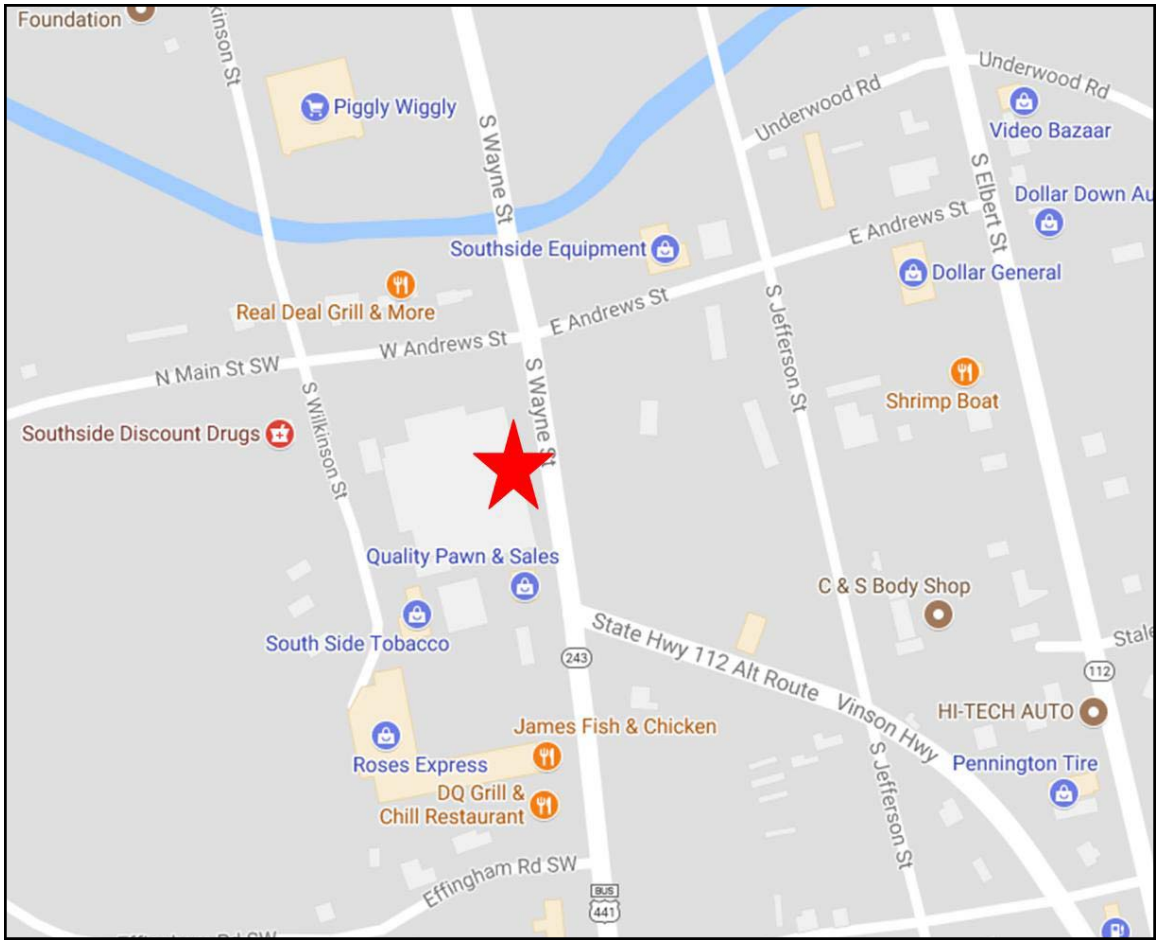 Foundation
Wilkinson St
Piggly Wiggly
S Wayne St
Underwood Rd
Underwood Rd
Video Bazaar
S Elbert St
Dollar Down Au
E Andrews St
Southside Equipment
Dollar General
Real Deal Grill & More
E Andrews St
S Jefferson St
W Andrews St
N Main St SW
S Wayne St
Shrimp Boat
S Wilkinson St
Southside Discount Drugs
Quality Pawn & Sales
C & S Body Shop
South Side Tobacco
State Hwy 112 Alt Route
Stale
243
112
Vinson Hwy
HI-TECH AUTO
James Fish & Chicken
Roses Express
Pennington Tire
S Jefferson St
DQ Grill &
Chill Restaurant
Effingham Rd SW
BUS
441